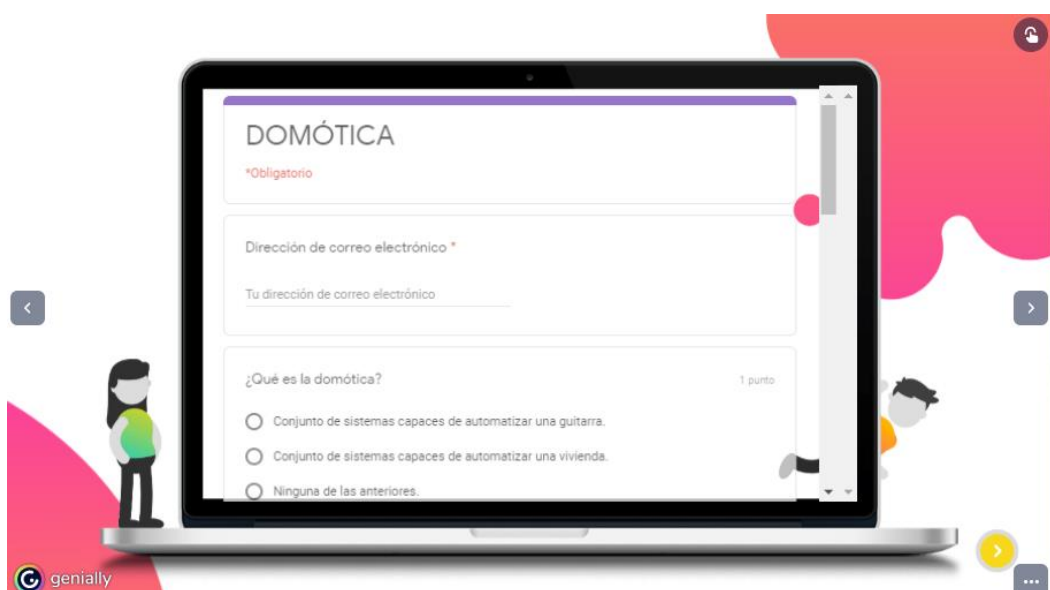 DOMÓTICA
*Obligatorio
Dirección de correo electrónico *
Tu dirección de correo electrónico
¿Qué es la domótica? 1 punto
Conjunto de sistemas capaces de automatizar una guitarra.
Conjunto de sistemas capaces de automatizar una vivienda.
Ninguna de las anteriores.
genially